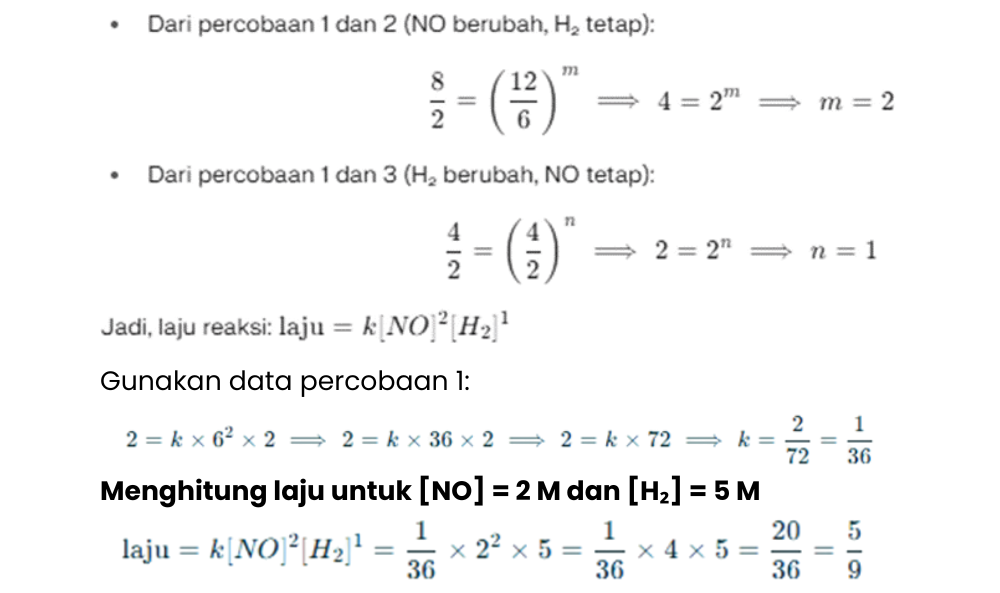 • Dari percobaan 1 dan 2 (NO berubah, H₂ tetap):
8/2 = (12/6)^m ⟹ 4 = 2^m ⟹ m = 2
• Dari percobaan 1 dan 3 (H₂ berubah, NO tetap):
4/2 = (4/2)^n ⟹ 2 = 2^n ⟹ n = 1
Jadi, laju reaksi: laju = k[NO]²[H₂]¹
Gunakan data percobaan 1:
2 = k × 6² × 2 ⟹ 2 = k × 36 × 2 ⟹ 2 = k × 72 ⟹ k = 2/72 = 1/36
Menghitung laju untuk [NO] = 2 M dan [H₂] = 5 M
laju = k[NO]²[H₂]¹ = 1/36 × 2² × 5 = 1/36 × 4 × 5 = 20/36 = 5/9